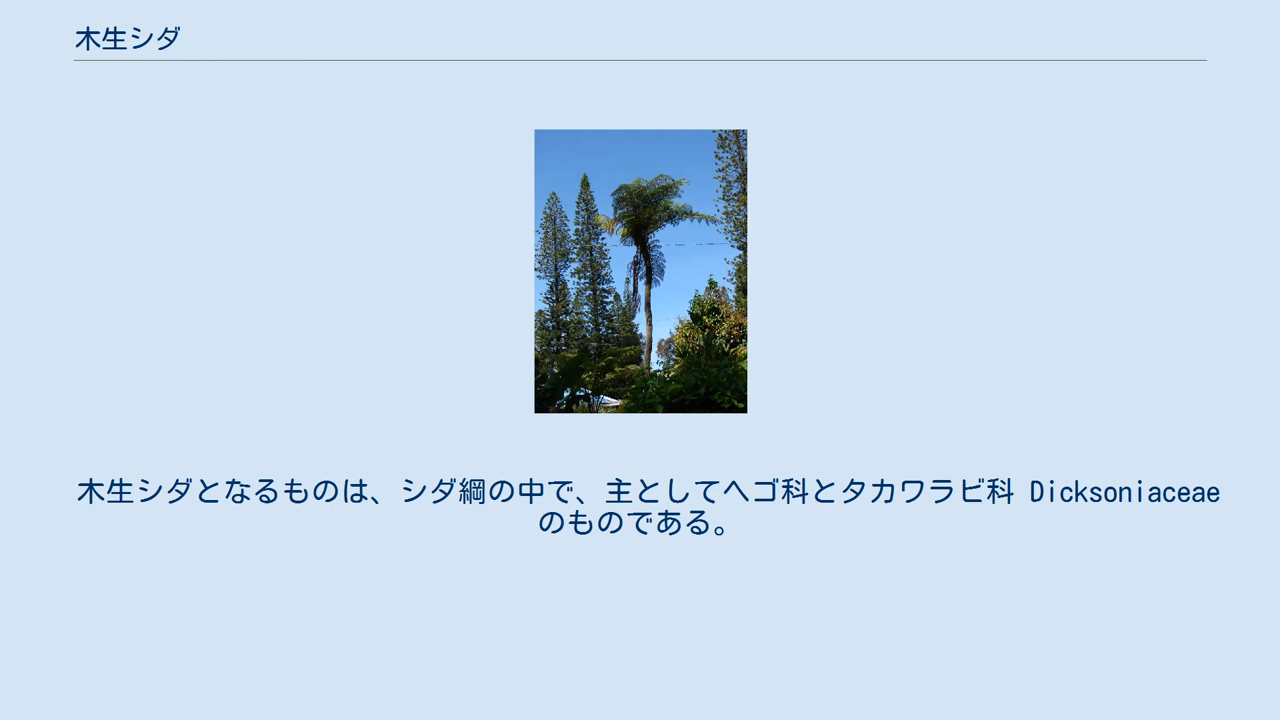 木生シダ
木生シダとなるものは、シダ綱の中で、主としてヘゴ科とタカワラビ科 Dicksoniaceae
のものである。